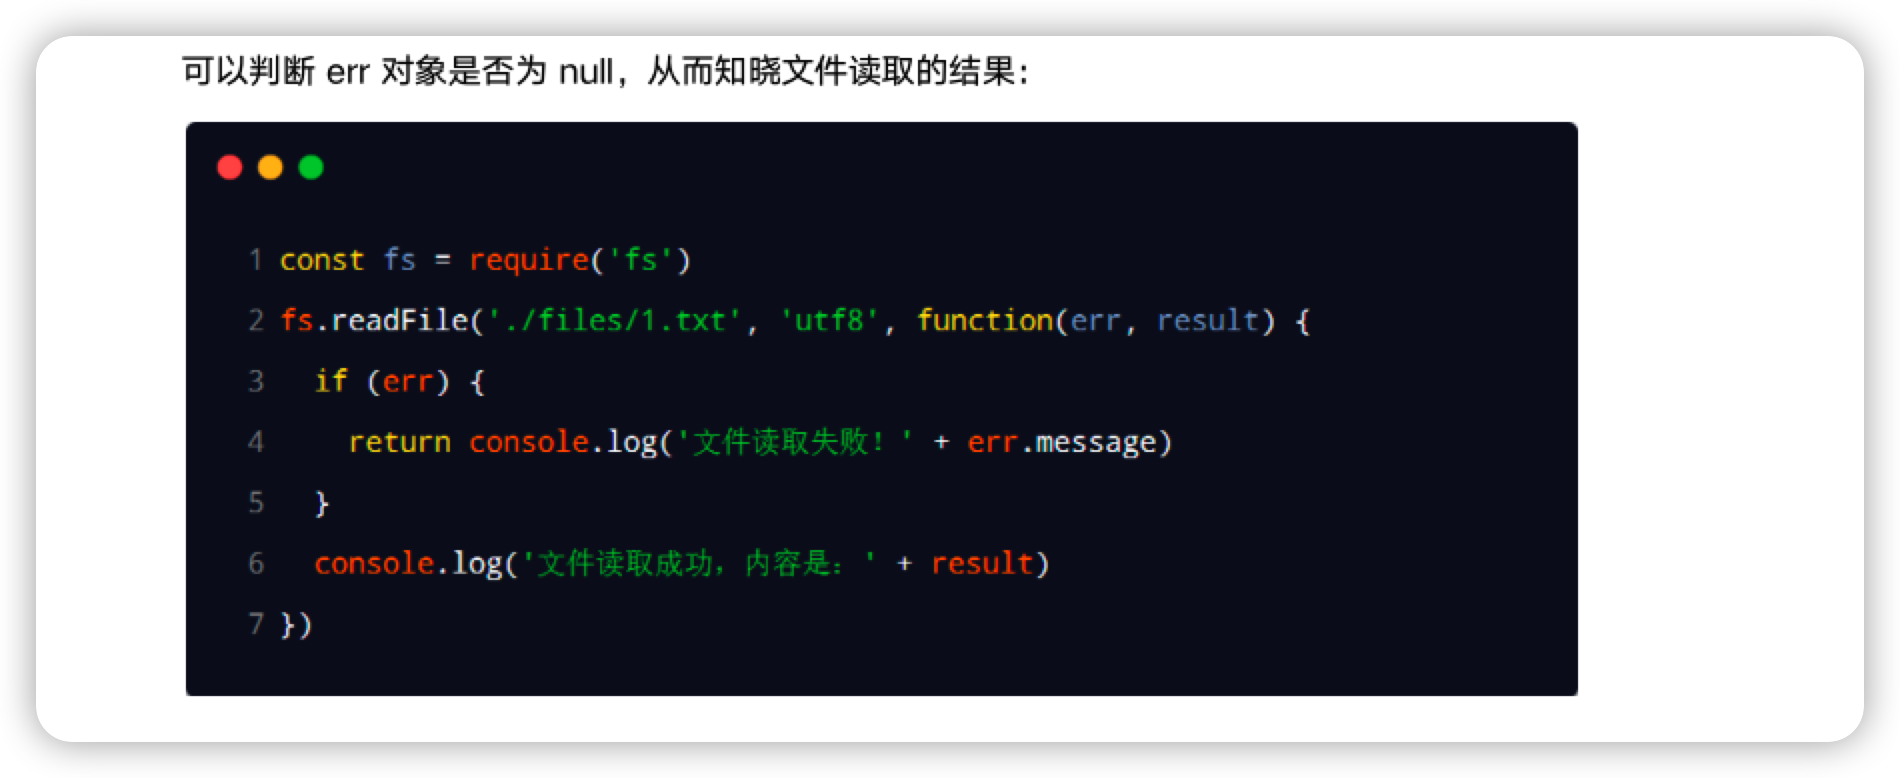 可以判断 err 对象是否为 null，从而知晓文件读取的结果：
1 const fs = require('fs')
2 fs.readFile('./files/1.txt', 'utf8', function(err, result) {
3   if (err) {
4     return console.log('文件读取失败！' + err.message)
5   }
6   console.log('文件读取成功，内容是：' + result)
7 })